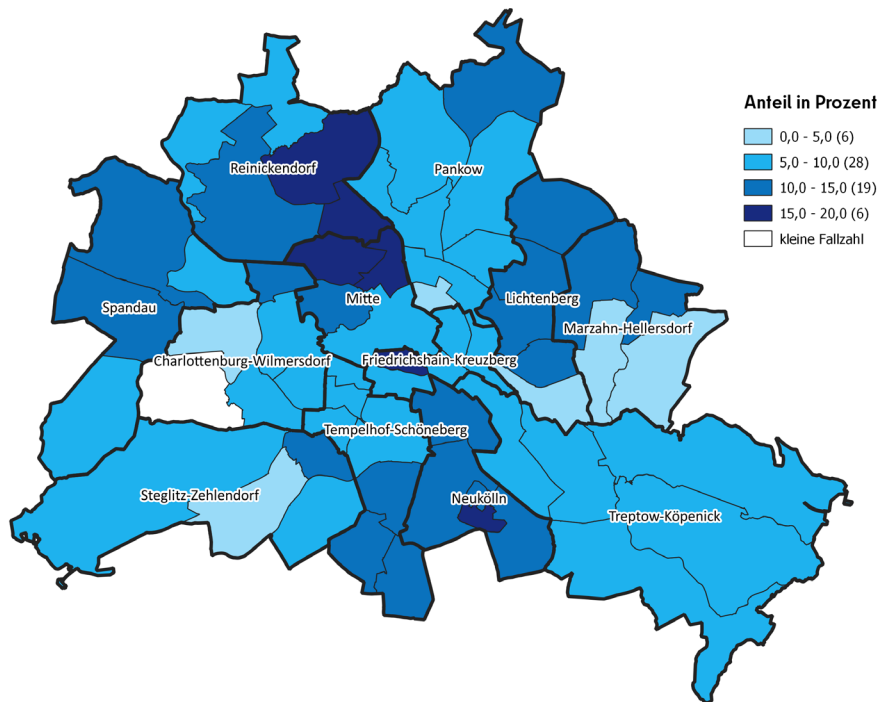 Anteil in Prozent
0,0 - 5,0 (6)
5,0 - 10,0 (28)
10,0 - 15,0 (19)
15,0 - 20,0 (6)
kleine Fallzahl
Reinickendorf
Pankow
Spandau
Mitte
Lichtenberg
Marzahn-Hellersdorf
Charlottenburg-Wilmersdorf
Friedrichshain-Kreuzberg
Tempelhof-Schöneberg
Steglitz-Zehlendorf
Neukölln
Treptow-Köpenick